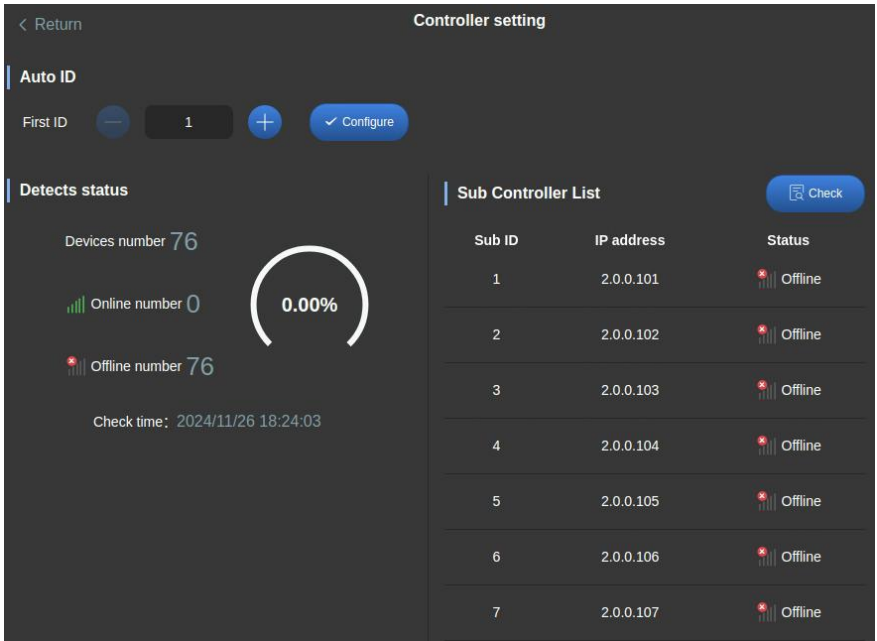 Return
Controller setting
Auto ID
First ID 1 Configure
Detects status
Devices number 76
Online number 0
0.00%
Offline number 76
Check time: 2024/11/26 18:24:03
Sub Controller List
Check
Sub ID IP address Status
1 2.0.0.101 Offline
2 2.0.0.102 Offline
3 2.0.0.103 Offline
4 2.0.0.104 Offline
5 2.0.0.105 Offline
6 2.0.0.106 Offline
7 2.0.0.107 Offline